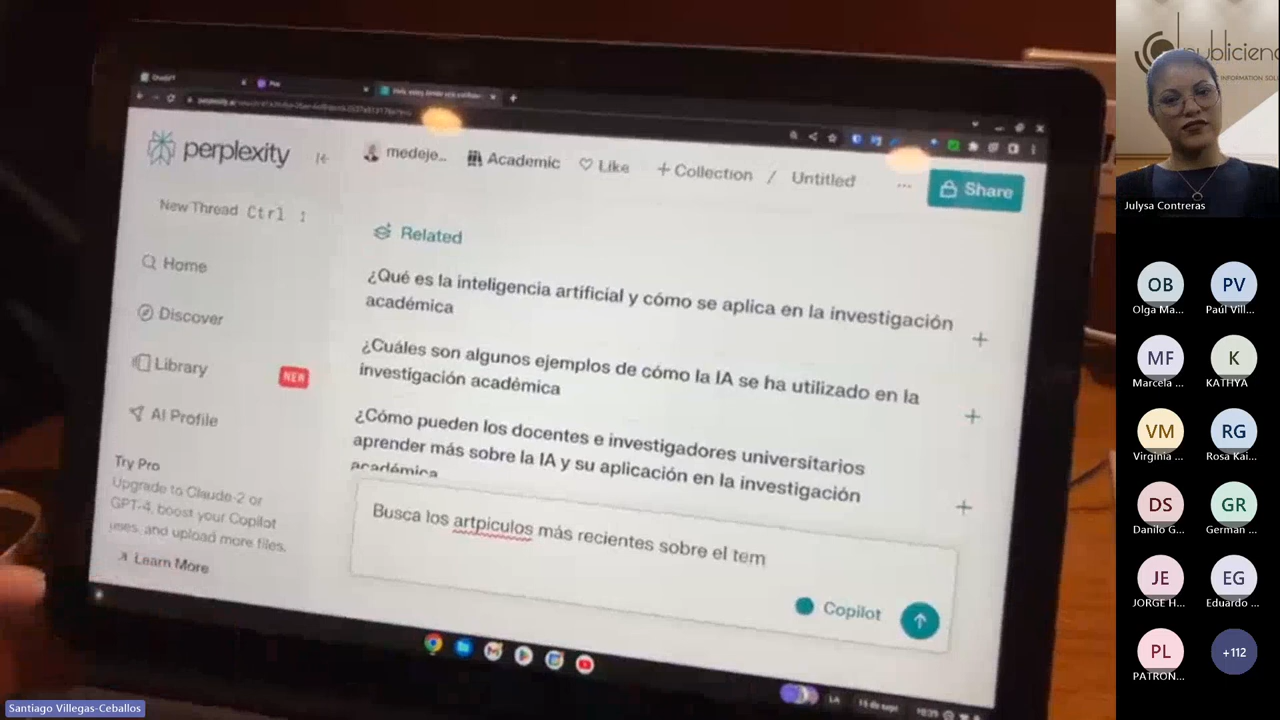 perplexity
medeje...
Academic
Like
+ Collection / Untitled
...
Share
New Thread Ctrl I
Home
Discover
Library
NEW
AI Profile
Try Pro
Upgrade to Claude-2 or
GPT-4, boost your Copilot
uses, and upload more files.
Learn More
Related
¿Qué es la inteligencia artificial y cómo se aplica en la investigación
académica
¿Cuáles son algunos ejemplos de cómo la IA se ha utilizado en la
investigación académica
¿Cómo pueden los docentes e investigadores universitarios
aprender más sobre la IA y su aplicación en la investigación
académica
Busca los artpiculos más recientes sobre el tem
Copilot
Santiago Villegas-Ceballos
INFORMATION
Julysa Contreras
OB
Olga Ma...
PV
Paúl Vill...
MF
Marcela ...
K
KATHYA
VM
Virginia ...
RG
Rosa Kai...
DS
Danilo G...
GR
German ...
JE
JORGE H...
EG
Eduardo ...
PL
PATRON...
+112